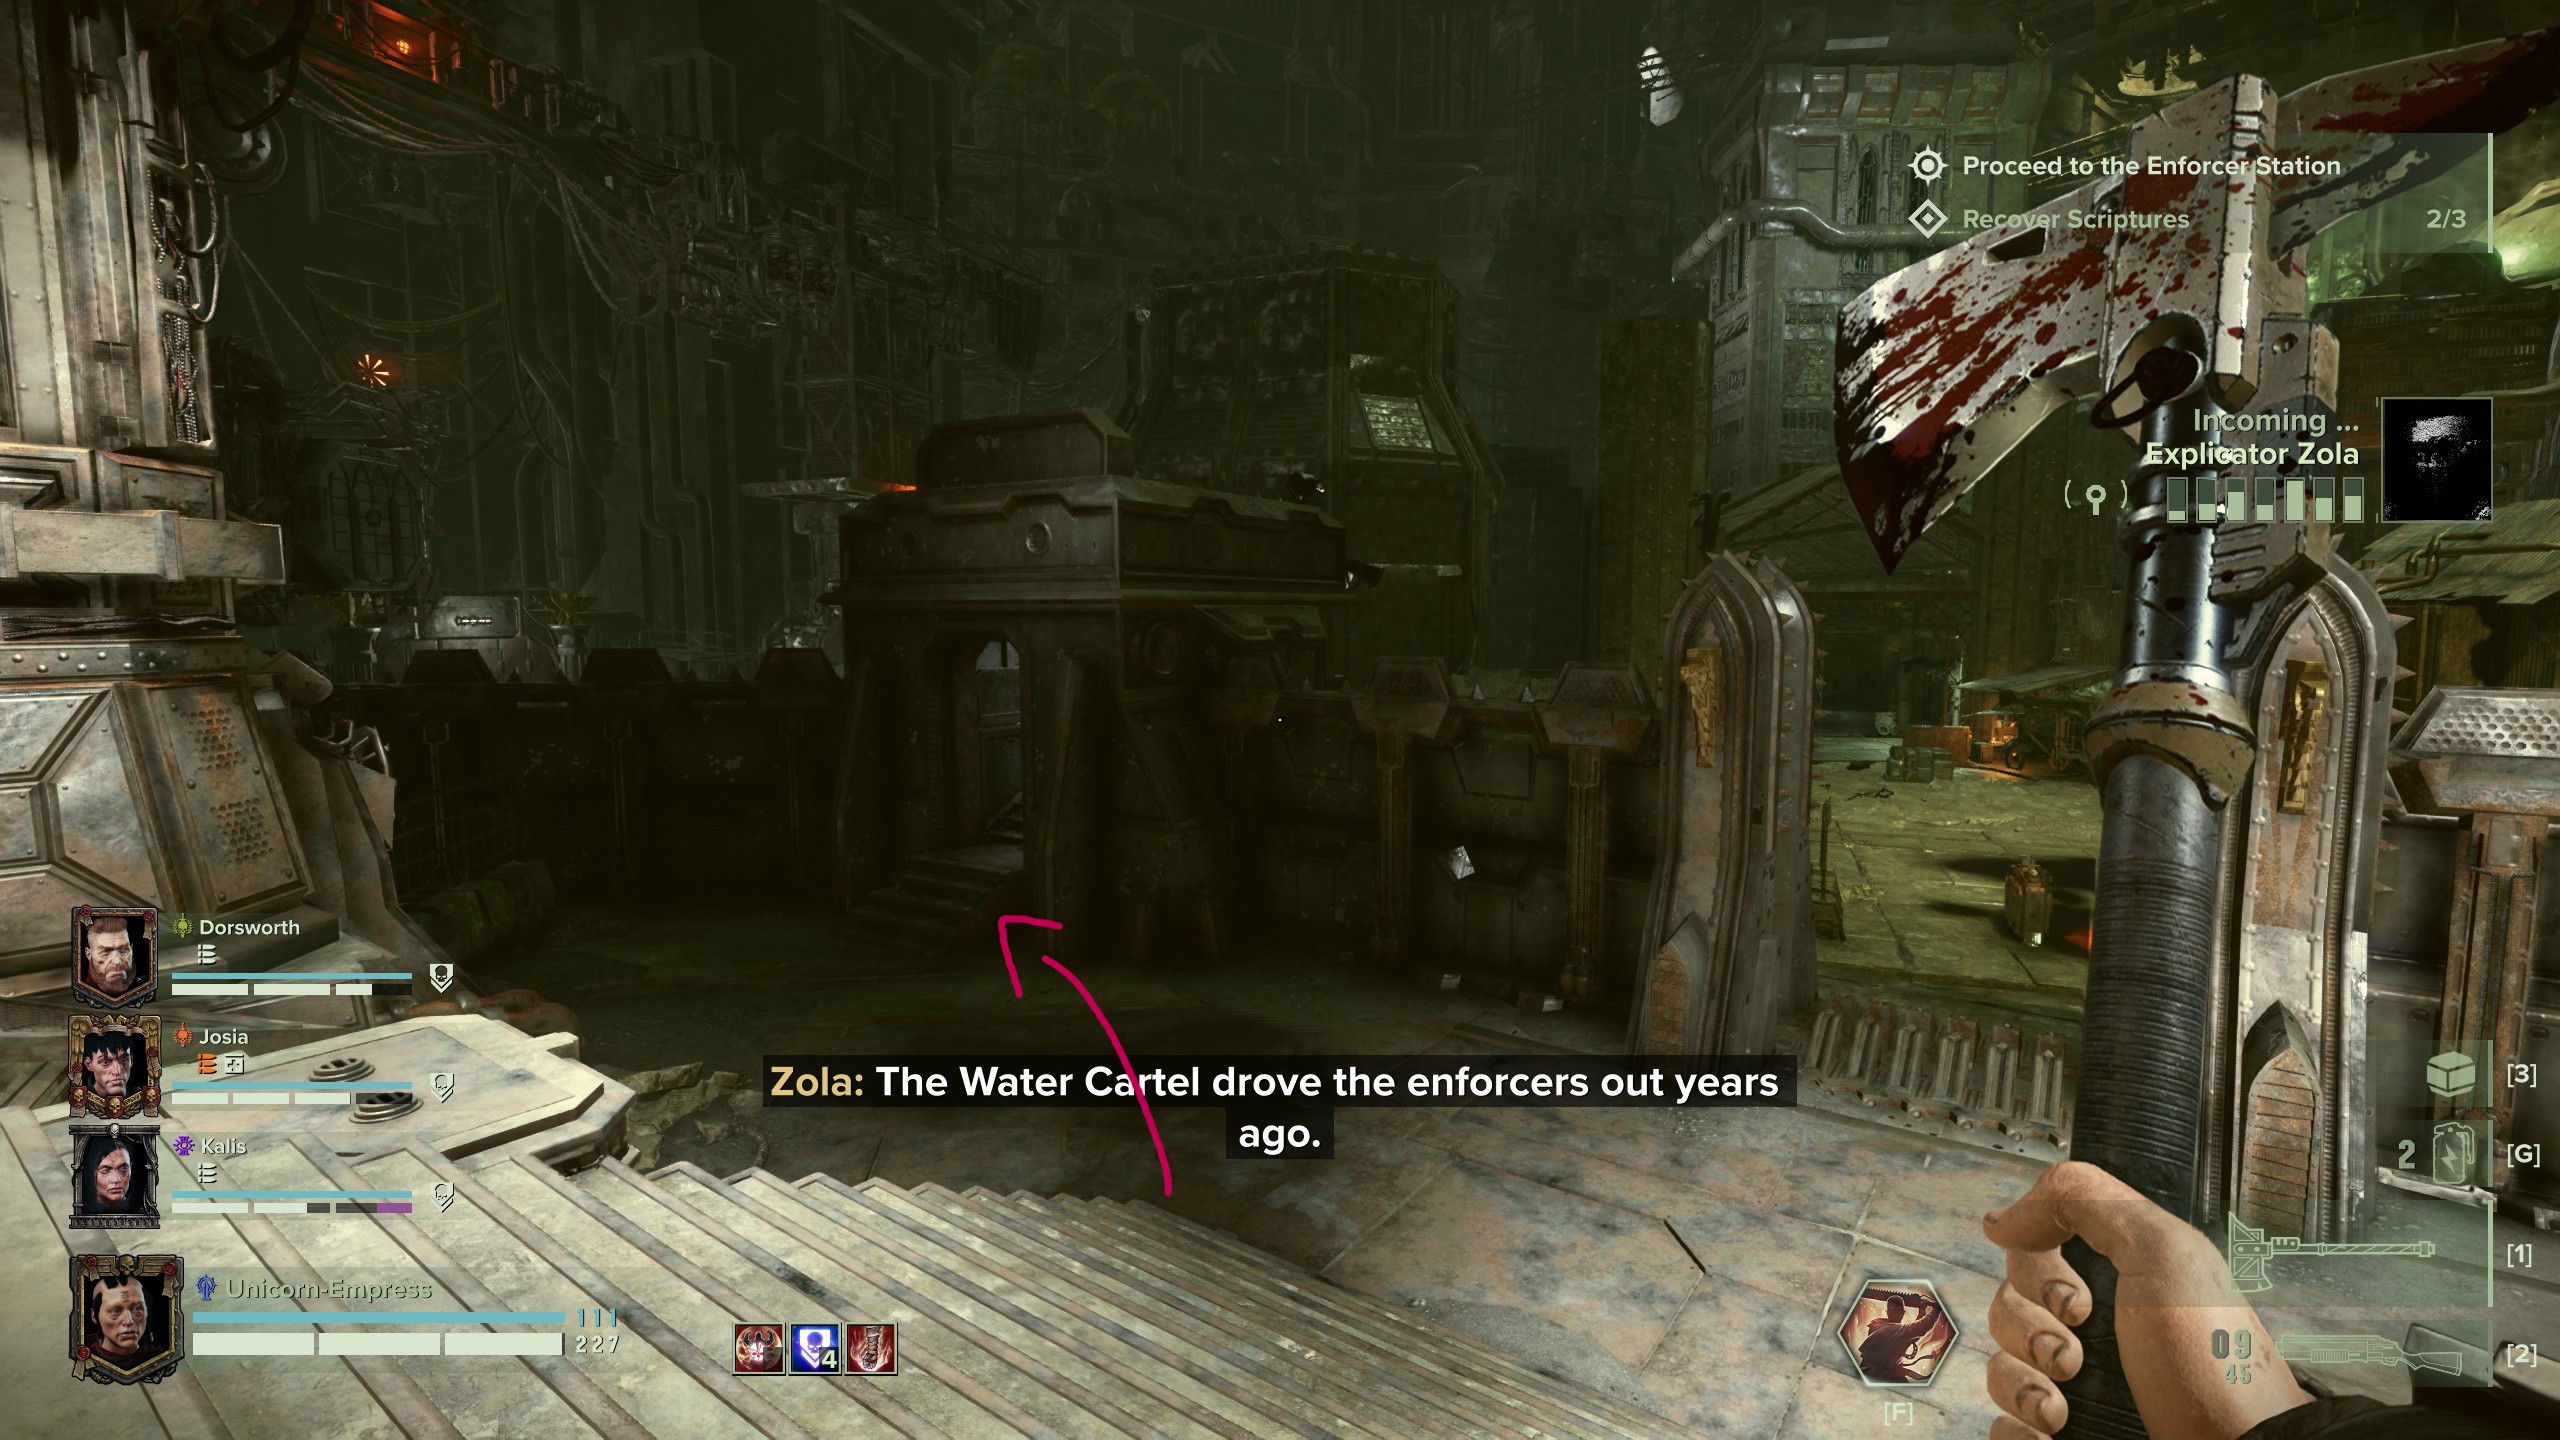 Proceed to the Enforcer Station
Recover Scriptures 2/3
Incoming ...
Explicator Zola
Dorsworth
Josia
Kalis
Unicorn-Empress
111
227
Zola: The Water Cartel drove the enforcers out years
ago.
4
[F]
[3]
2 [G]
[1]
09
45
[2]